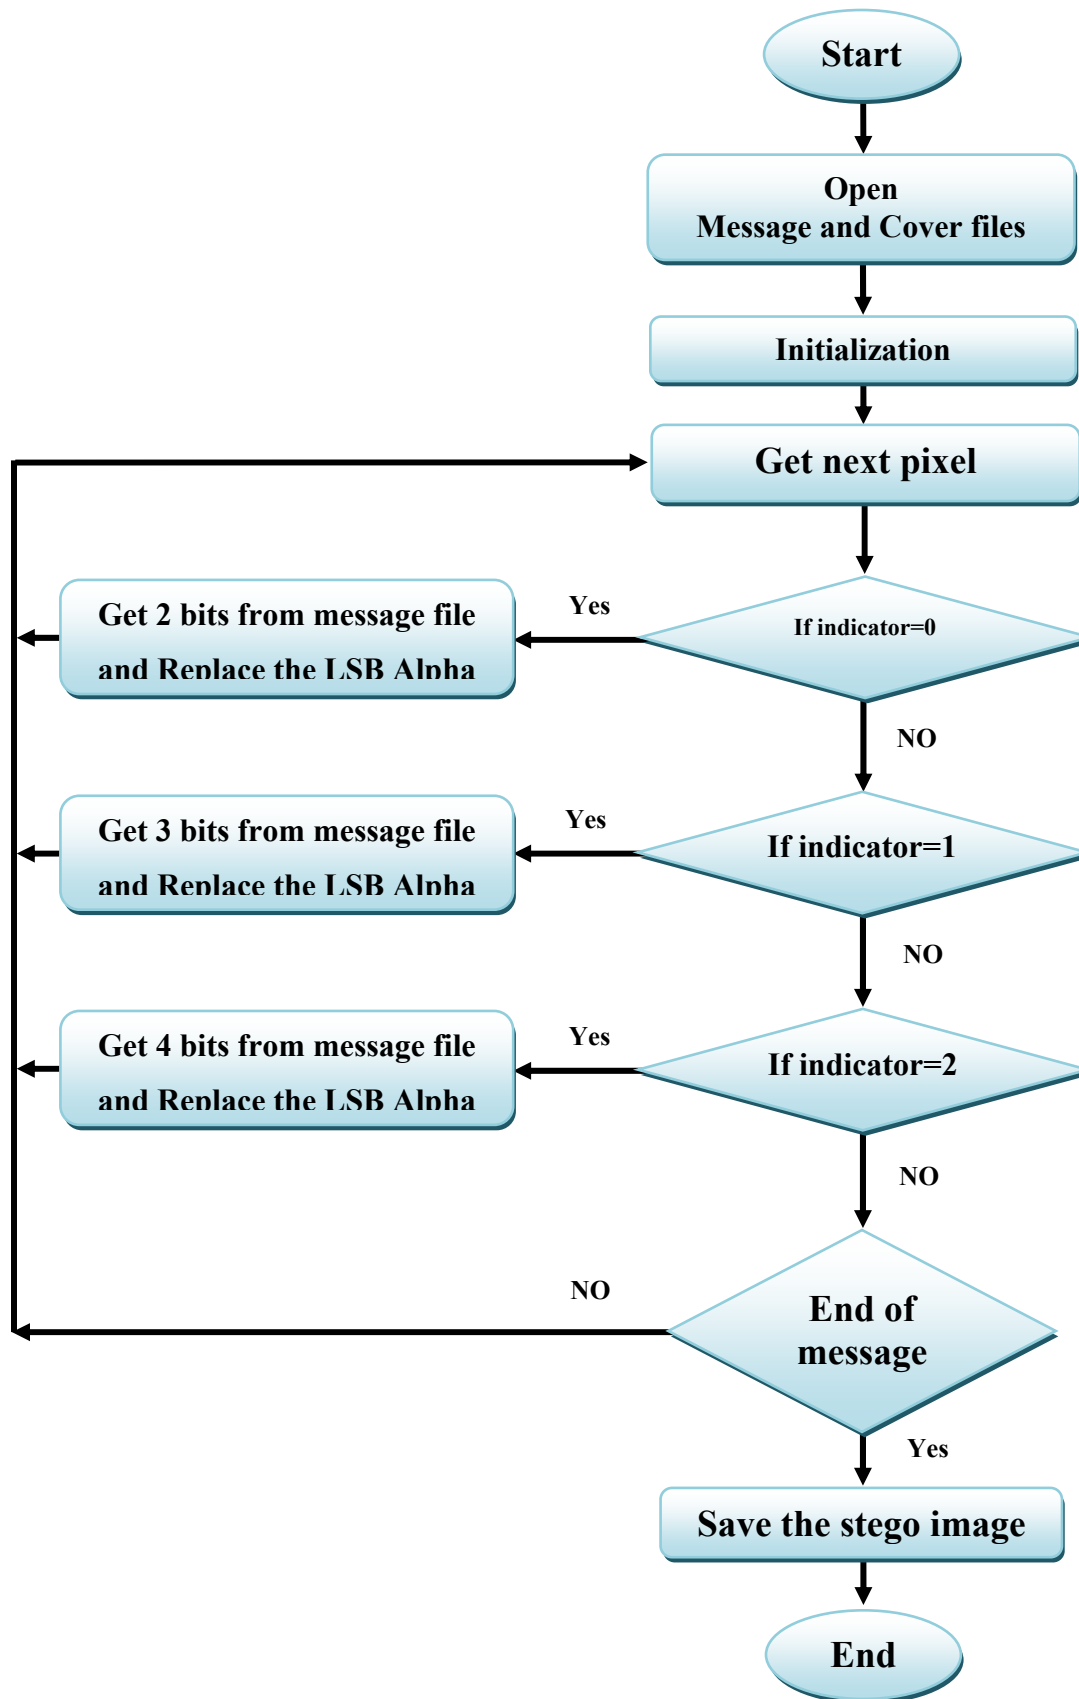 Start
Open
Message and Cover files
Initialization
Get next pixel
If indicator=0
Yes
Get 2 bits from message file
and Replace the LSB Alpha
NO
If indicator=1
Yes
Get 3 bits from message file
and Replace the LSB Alpha
NO
If indicator=2
Yes
Get 4 bits from message file
and Replace the LSB Alpha
NO
End of
message
NO
Yes
Save the stego image
End